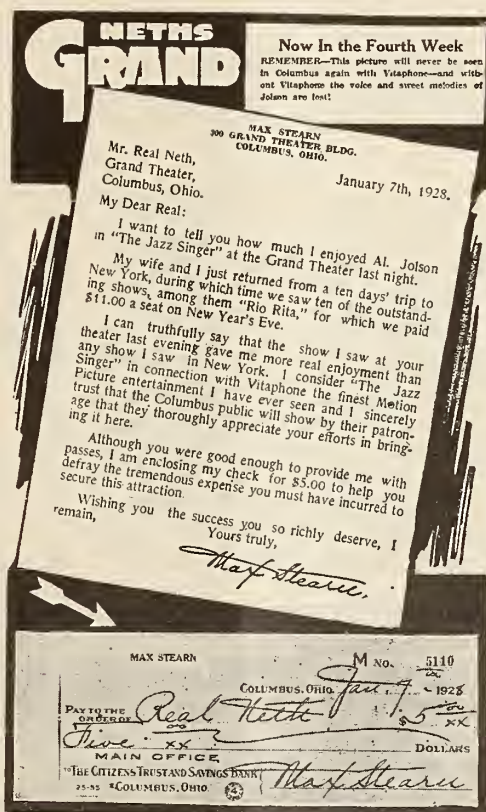 NETHS
GRAND
Now In the Fourth Week
REMEMBER—This picture will never be seen
in Columbus again with Vitaphone—and with-
out Vitaphone the voice and sweet melodies of
Jolson are lost!
MAX STEARN
300 GRAND THEATER BLDG.
COLUMBUS, OHIO.
January 7th, 1928.
Mr. Real Neth,
Grand Theater,
Columbus, Ohio.
My Dear Real:
I want to tell you how much I enjoyed Al. Jolson
in "The Jazz Singer" at the Grand Theater last night.
My wife and I just returned from a ten days' trip to
New York, during which time we saw ten of the outstand-
ing shows, among them "Rio Rita," for which we paid
$11.00 a seat on New Year's Eve.
I can truthfully say that the show I saw at your
theater last evening gave me more real enjoyment than
any show I saw in New York. I consider "The Jazz
Singer" in connection with Vitaphone the finest Motion
Picture entertainment I have ever seen and I sincerely
trust that the Columbus public will show by their patron-
age that they thoroughly appreciate your efforts in bring-
ing it here.
Although you were good enough to provide me with
passes, I am enclosing my check for $5.00 to help you
defray the tremendous expense you must have incurred to
secure this attraction.
Wishing you the success you so richly deserve, I
remain,
Yours truly,
Max Stearn.
MAX STEARN
M No. 5110
COLUMBUS, OHIO. Jan. 7 1928
PAY TO THE
ORDER OF Real Neth $5 xx
Five xx DOLLARS
MAIN OFFICE
TO THE CITIZENS TRUST AND SAVINGS BANK
25-55 COLUMBUS, OHIO.
Max Stearn